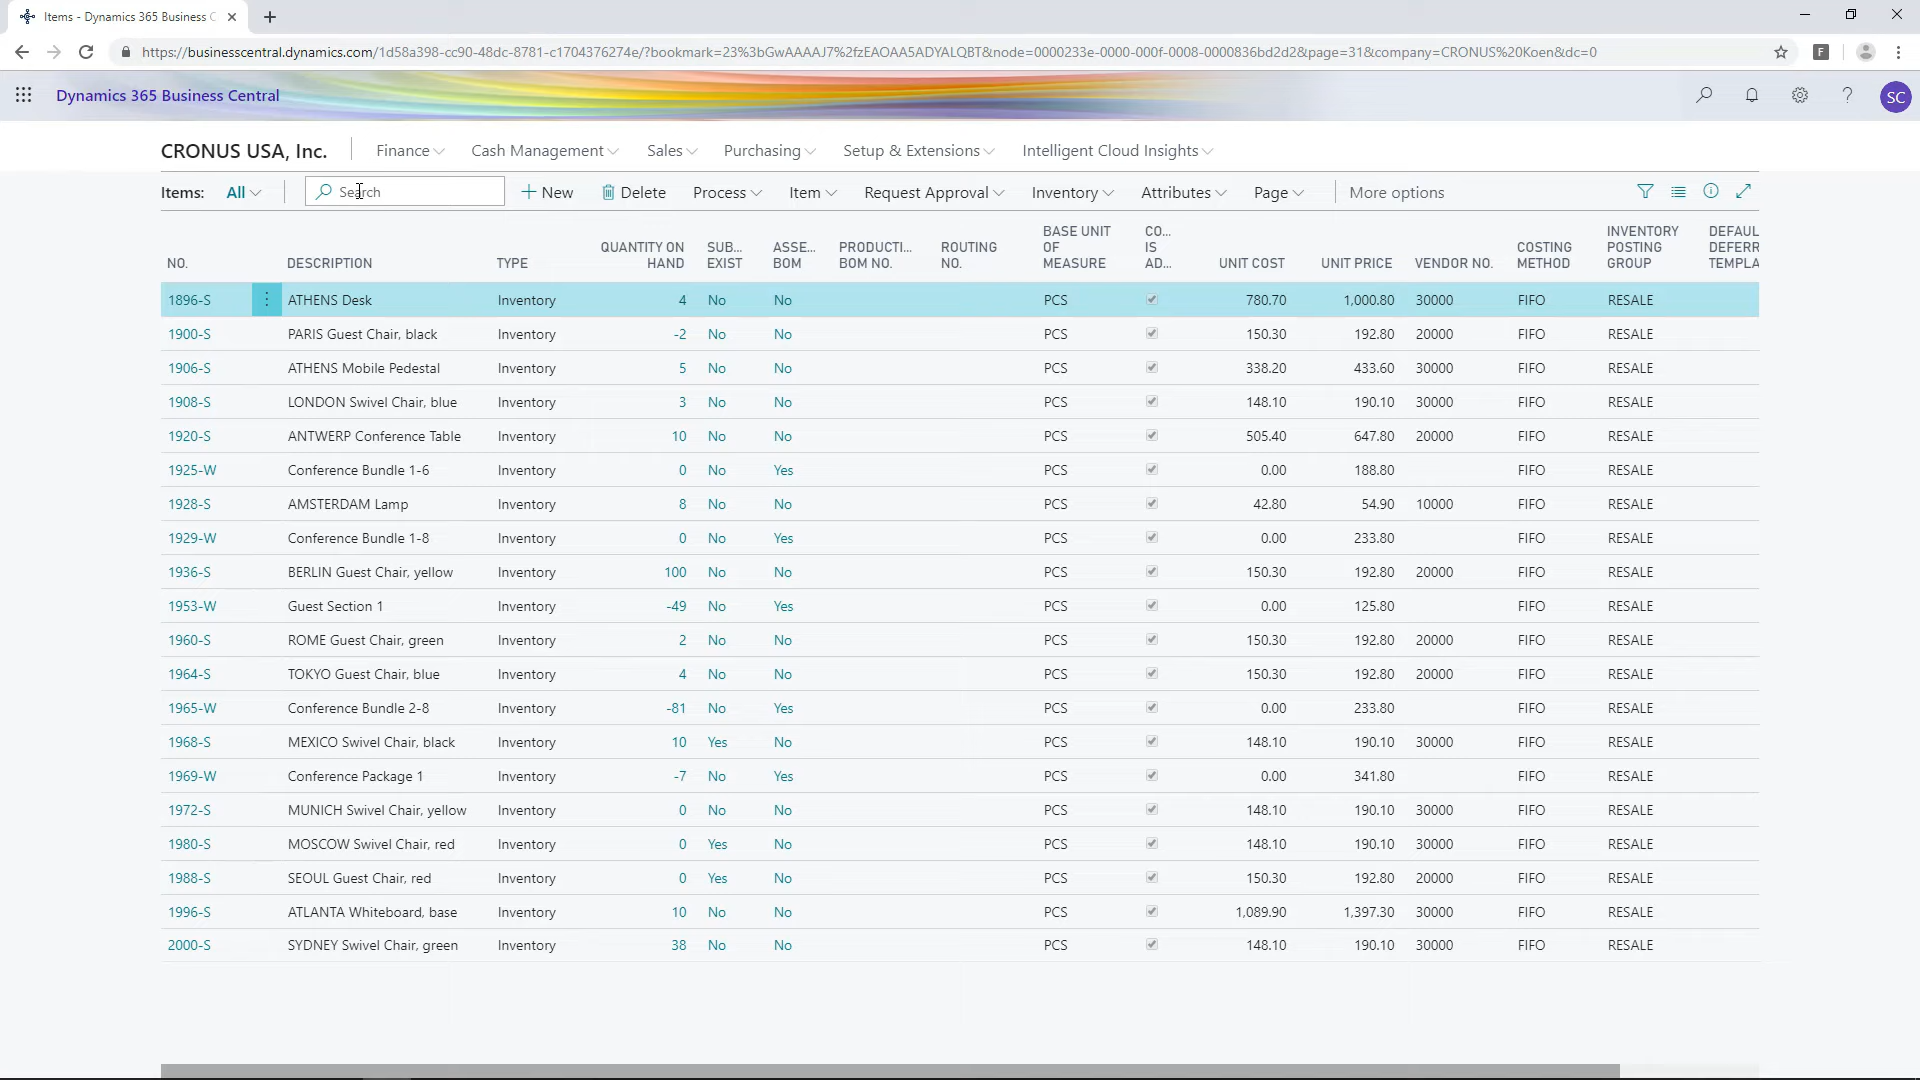 Items - Dynamics 365 Business C
https://businesscentral.dynamics.com/1d58a398-cc90-48dc-8781-c1704376274e/?bookmark=23%3bGwAAAAJ7%2fzEAOAA5ADYALQBT&node=0000233e-0000-000f-0008-0000836bd2d2&page=31&company=CRONUS%20Koen&dc=0
F
Dynamics 365 Business Central
SC
CRONUS USA, Inc. Finance Cash Management Sales Purchasing Setup & Extensions Intelligent Cloud Insights
Items: All Search New Delete Process Item Request Approval Inventory Attributes Page More options
NO. DESCRIPTION TYPE QUANTITY ON HAND SUB... EXIST ASSE... BOM PRODUCTI... BOM NO. ROUTING NO. BASE UNIT OF MEASURE CO... IS AD... UNIT COST UNIT PRICE VENDOR NO. COSTING METHOD INVENTORY POSTING GROUP DEFAUL DEFERR TEMPLA
1896-S ATHENS Desk Inventory 4 No No PCS 780.70 1,000.80 30000 FIFO RESALE
1900-S PARIS Guest Chair, black Inventory -2 No No PCS 150.30 192.80 20000 FIFO RESALE
1906-S ATHENS Mobile Pedestal Inventory 5 No No PCS 338.20 433.60 30000 FIFO RESALE
1908-S LONDON Swivel Chair, blue Inventory 3 No No PCS 148.10 190.10 30000 FIFO RESALE
1920-S ANTWERP Conference Table Inventory 10 No No PCS 505.40 647.80 20000 FIFO RESALE
1925-W Conference Bundle 1-6 Inventory 0 No Yes PCS 0.00 188.80 FIFO RESALE
1928-S AMSTERDAM Lamp Inventory 8 No No PCS 42.80 54.90 10000 FIFO RESALE
1929-W Conference Bundle 1-8 Inventory 0 No Yes PCS 0.00 233.80 FIFO RESALE
1936-S BERLIN Guest Chair, yellow Inventory 100 No No PCS 150.30 192.80 20000 FIFO RESALE
1953-W Guest Section 1 Inventory -49 No Yes PCS 0.00 125.80 FIFO RESALE
1960-S ROME Guest Chair, green Inventory 2 No No PCS 150.30 192.80 20000 FIFO RESALE
1964-S TOKYO Guest Chair, blue Inventory 4 No No PCS 150.30 192.80 20000 FIFO RESALE
1965-W Conference Bundle 2-8 Inventory -81 No Yes PCS 0.00 233.80 FIFO RESALE
1968-S MEXICO Swivel Chair, black Inventory 10 Yes No PCS 148.10 190.10 30000 FIFO RESALE
1969-W Conference Package 1 Inventory -7 No Yes PCS 0.00 341.80 FIFO RESALE
1972-S MUNICH Swivel Chair, yellow Inventory 0 No No PCS 148.10 190.10 30000 FIFO RESALE
1980-S MOSCOW Swivel Chair, red Inventory 0 Yes No PCS 148.10 190.10 30000 FIFO RESALE
1988-S SEOUL Guest Chair, red Inventory 0 Yes No PCS 150.30 192.80 20000 FIFO RESALE
1996-S ATLANTA Whiteboard, base Inventory 10 No No PCS 1,089.90 1,397.30 30000 FIFO RESALE
2000-S SYDNEY Swivel Chair, green Inventory 38 No No PCS 148.10 190.10 30000 FIFO RESALE